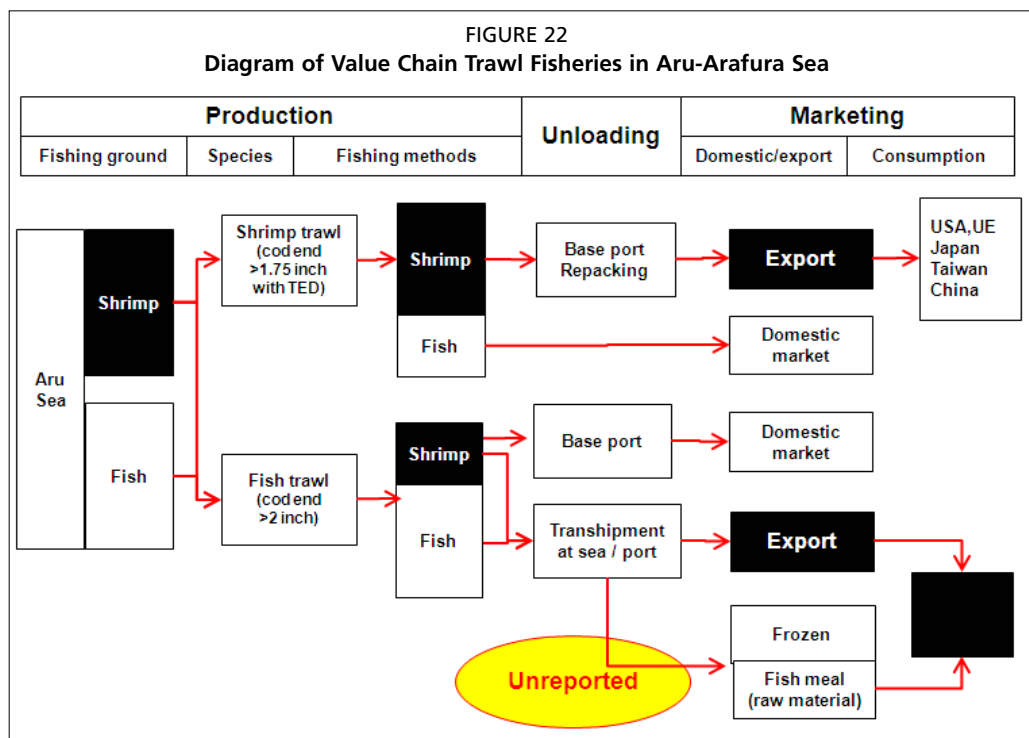 FIGURE 22
Diagram of Value Chain Trawl Fisheries in Aru-Arafura Sea
Production
Unloading
Marketing
Fishing ground
Species
Fishing methods
Domestic/export
Consumption
Aru
Sea
Shrimp
Fish
Shrimp trawl
(cod end
>1.75 inch
with TED)
Shrimp
Fish
Base port
Repacking
Export
USA,UE
Japan
Taiwan
China
Domestic
market
Fish trawl
(cod end
>2 inch)
Shrimp
Fish
Base port
Domestic
market
Transhipment
at sea / port
Export
Unreported
Frozen
Fish meal
(raw material)